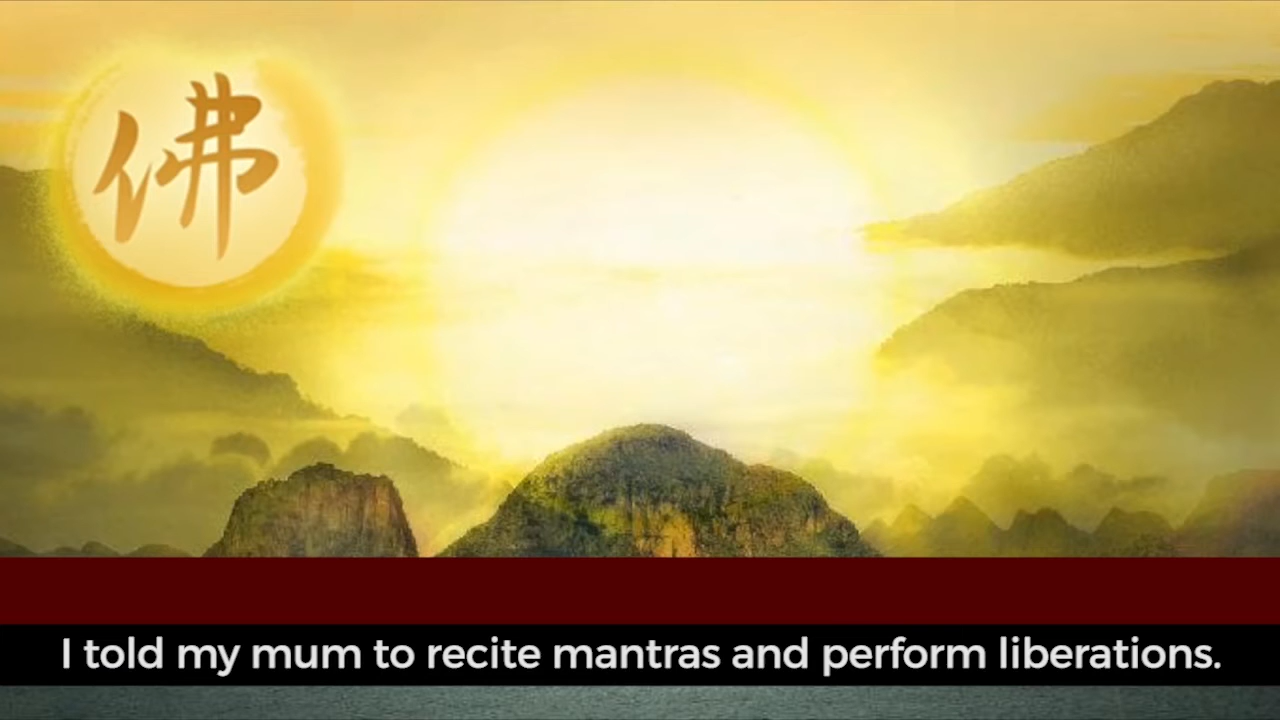 佛
I told my mum to recite mantras and perform liberations.